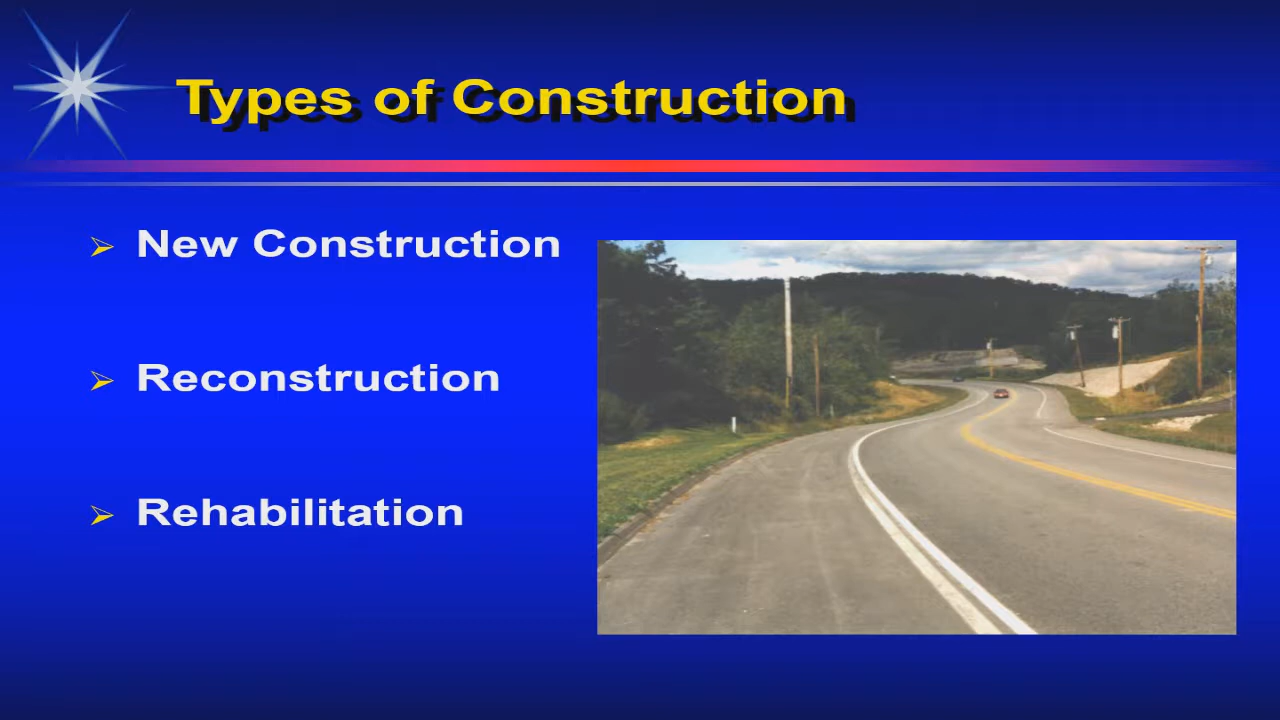 Types of Construction
New Construction
Reconstruction
Rehabilitation